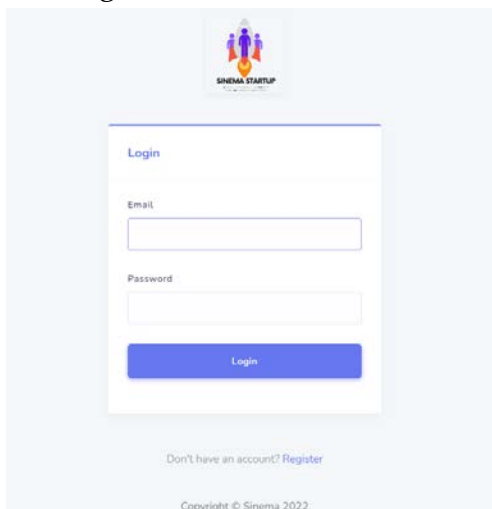 SINEMA STARTUP
Login
Email
Password
Login
Don't have an account? Register
Copyright © Sinema 2022